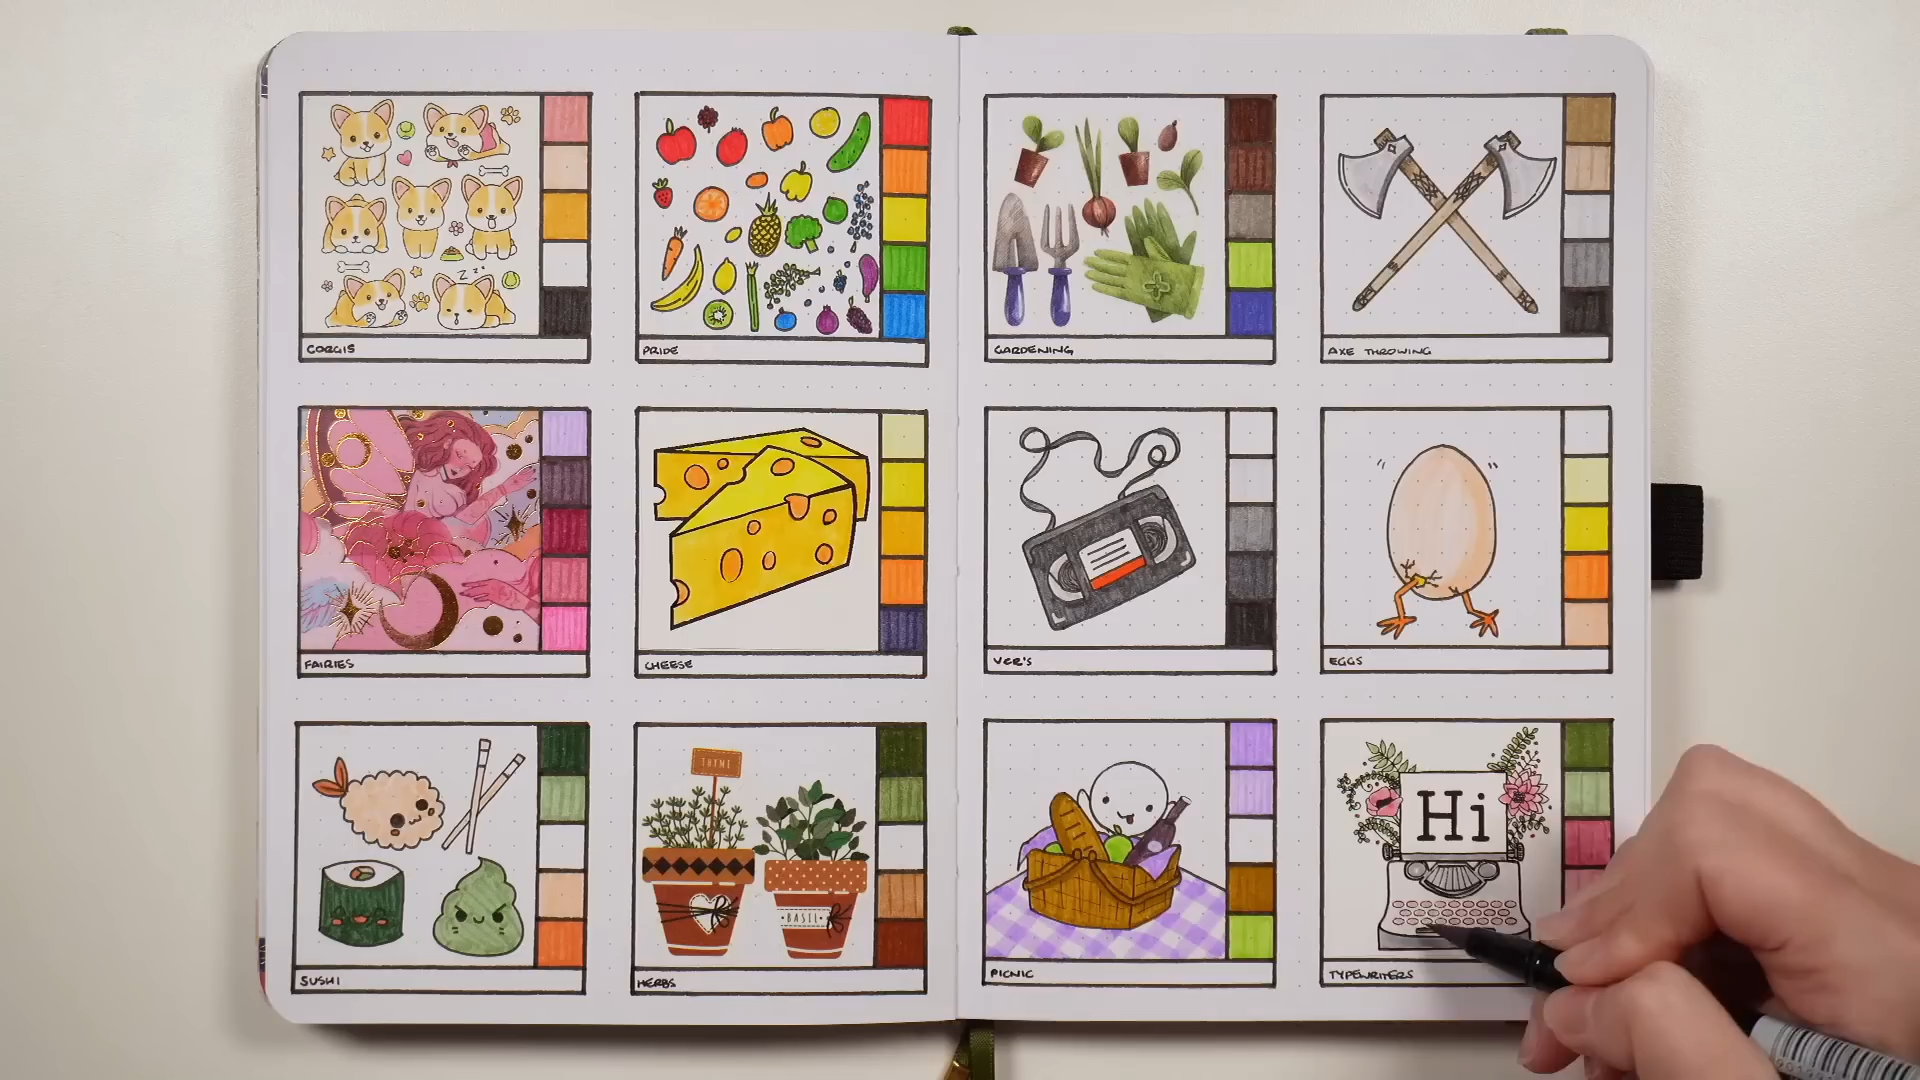 Z z z
CORGIS
PRIDE
GARDENING
AXE THROWING
FAIRIES
CHEESE
VCR'S
EGGS
THYME
BASIL
Hi
SUSHI
HERBS
PICNIC
TYPEWRITERS